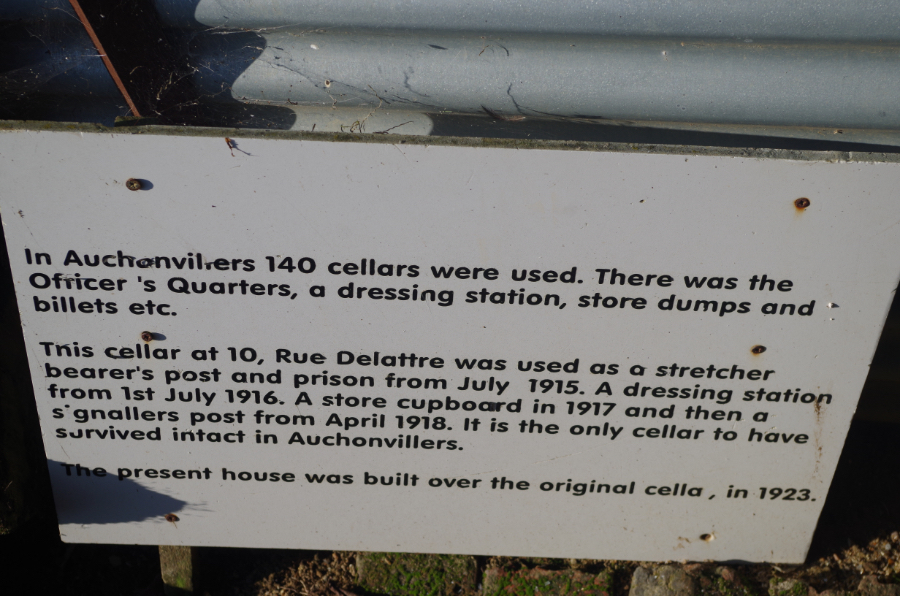 In Auchonvillers 140 cellars were used. There was the
Officer 's Quarters, a dressing station, store dumps and
billets etc.
This cellar at 10, Rue Delattre was used as a stretcher
bearer's post and prison from July 1915. A dressing station
from 1st July 1916. A store cupboard in 1917 and then a
signallers post from April 1918. It is the only cellar to have
survived intact in Auchonvillers.
The present house was built over the original cella , in 1923.